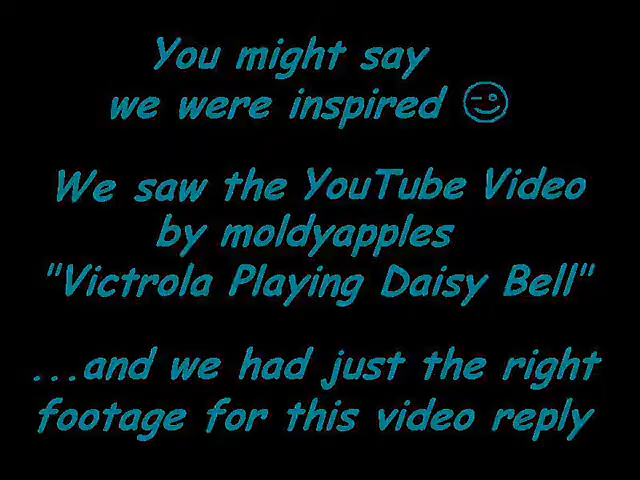 You might say
we were inspired 😉
We saw the YouTube Video
by moldyapples
"Victrola Playing Daisy Bell"
...and we had just the right
footage for this video reply